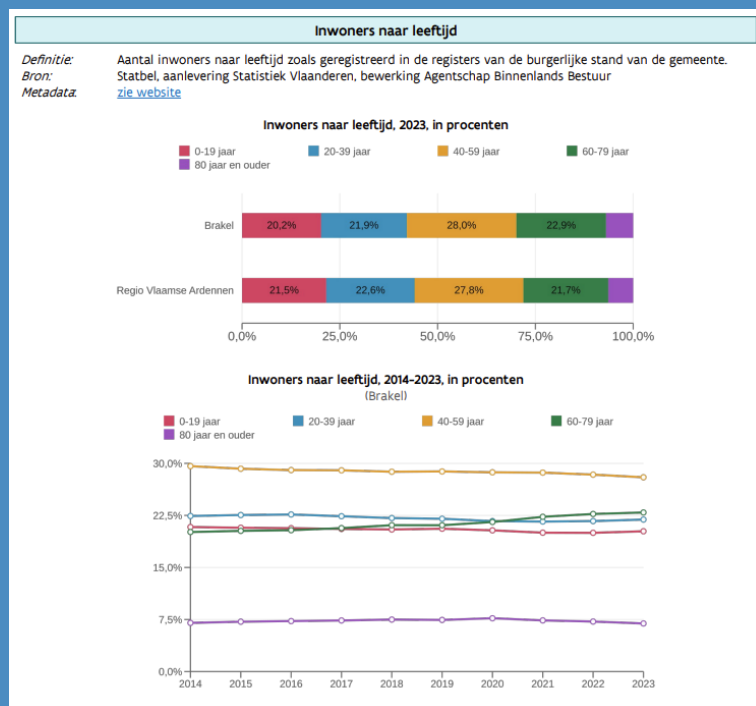 Inwoners naar leeftijd
Definitie: Aantal inwoners naar leeftijd zoals geregistreerd in de registers van de burgerlijke stand van de gemeente.
Bron: Statbel, aanlevering Statistiek Vlaanderen, bewerking Agentschap Binnenlands Bestuur
Metadata: zie website
Inwoners naar leeftijd, 2023, in procenten
0-19 jaar 20-39 jaar 40-59 jaar 60-79 jaar
80 jaar en ouder
Brakel 20,2% 21,9% 28,0% 22,9%
Regio Vlaamse Ardennen 21,5% 22,6% 27,8% 21,7%
0,0% 25,0% 50,0% 75,0% 100,0%
Inwoners naar leeftijd, 2014-2023, in procenten
(Brakel)
0-19 jaar 20-39 jaar 40-59 jaar 60-79 jaar
80 jaar en ouder
30,0%
22,5%
15,0%
7,5%
0,0%
2014 2015 2016 2017 2018 2019 2020 2021 2022 2023